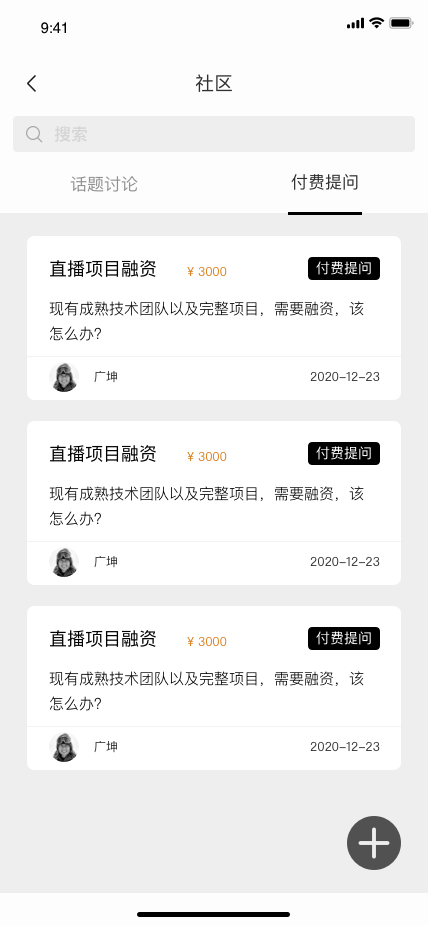 9:41
社区
搜索
话题讨论 付费提问
直播项目融资 ¥ 3000 付费提问
现有成熟技术团队以及完整项目，需要融资，该
怎么办?
广坤 2020-12-23
直播项目融资 ¥ 3000 付费提问
现有成熟技术团队以及完整项目，需要融资，该
怎么办?
广坤 2020-12-23
直播项目融资 ¥ 3000 付费提问
现有成熟技术团队以及完整项目，需要融资，该
怎么办?
广坤 2020-12-23